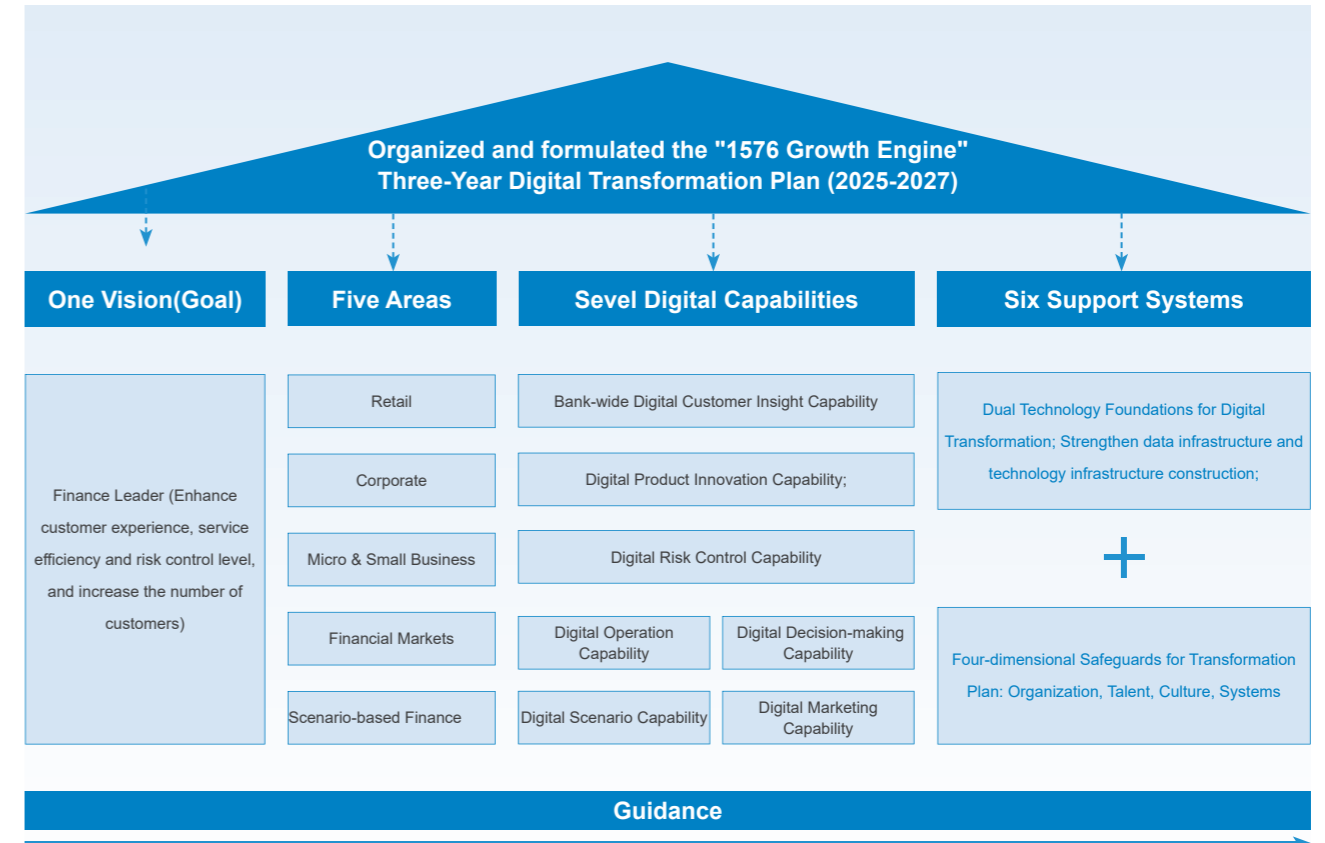 Organized and formulated the "1576 Growth Engine"
Three-Year Digital Transformation Plan (2025-2027)
One Vision(Goal)
Five Areas
Sevel Digital Capabilities
Six Support Systems
Finance Leader (Enhance
customer experience, service
efficiency and risk control level,
and increase the number of
customers)
Retail
Corporate
Micro & Small Business
Financial Markets
Scenario-based Finance
Bank-wide Digital Customer Insight Capability
Digital Product Innovation Capability;
Digital Risk Control Capability
Digital Operation
Capability
Digital Decision-making
Capability
Digital Scenario Capability
Digital Marketing
Capability
Dual Technology Foundations for Digital
Transformation; Strengthen data infrastructure and
technology infrastructure construction;
+
Four-dimensional Safeguards for Transformation
Plan: Organization, Talent, Culture, Systems
Guidance